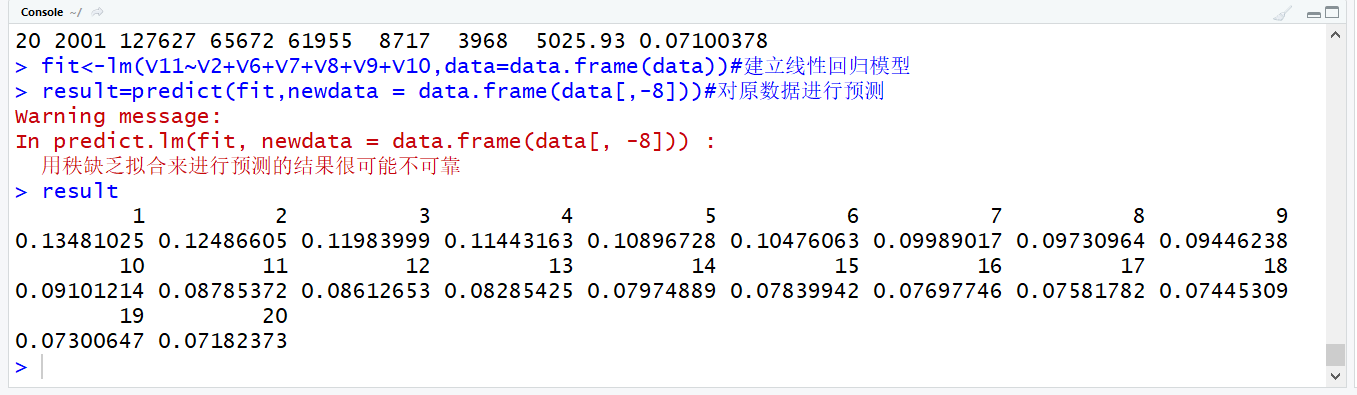 Console ~/
20 2001 127627 65672 61955 8717 3968 5025.93 0.07100378
> fit<-lm(V11~V2+V6+V7+V8+V9+V10,data=data.frame(data))#建立线性回归模型
> result=predict(fit,newdata = data.frame(data[,-8]))#对原数据进行预测
Warning message:
In predict.lm(fit, newdata = data.frame(data[, -8])) :
用秩缺乏拟合来进行预测的结果很可能不可靠
> result
1 2 3 4 5 6 7 8 9
0.13481025 0.12486605 0.11983999 0.11443163 0.10896728 0.10476063 0.09989017 0.09730964 0.09446238
10 11 12 13 14 15 16 17 18
0.09101214 0.08785372 0.08612653 0.08285425 0.07974889 0.07839942 0.07697746 0.07581782 0.07445309
19 20
0.07300647 0.07182373
>